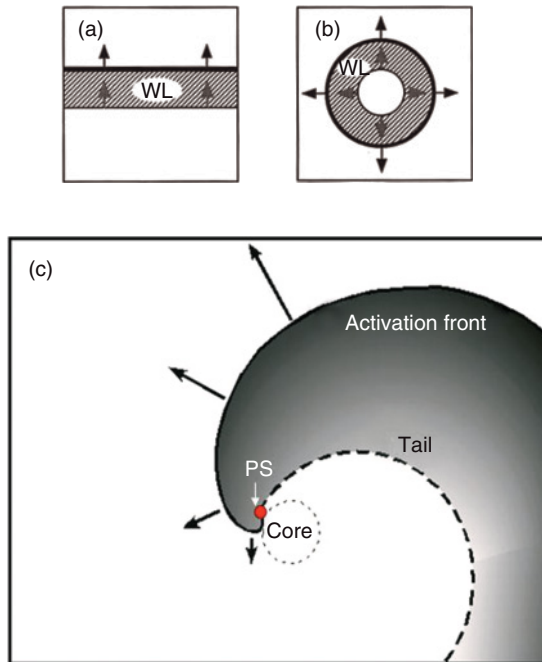 (a)
WL
(b)
WL
(c)
Activation front
Tail
PS
Core